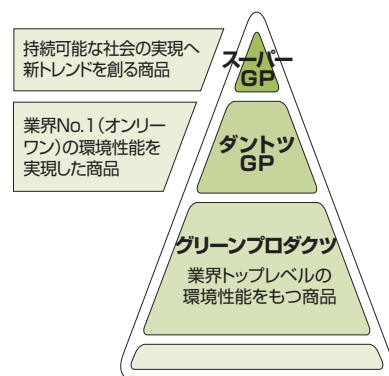 持続可能な社会の実現へ
新トレンドを創る商品
スーパー
GP
業界No.1(オンリー
ワン)の環境性能を
実現した商品
ダントツ
GP
グリーンプロダクツ
業界トップレベルの
環境性能をもつ商品